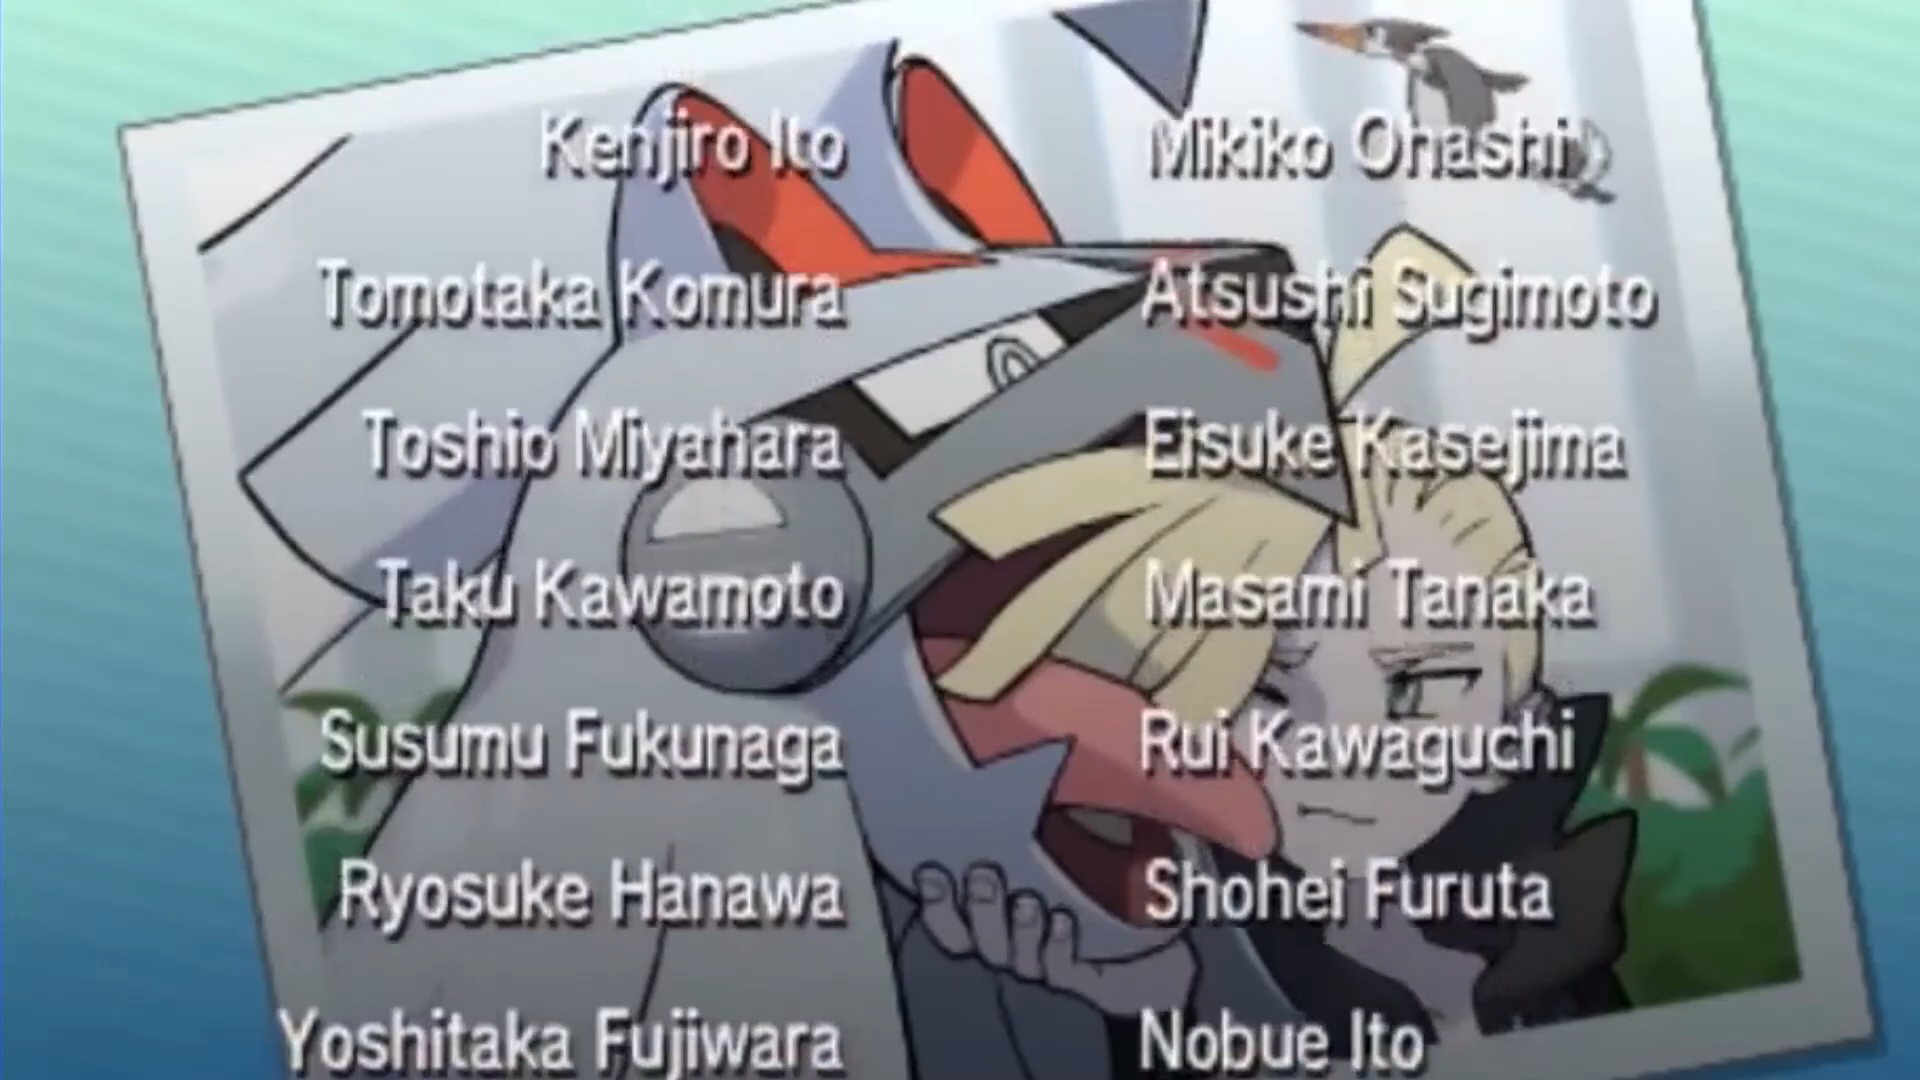 Kenjiro Ito Mikiko Ohashi
Tomotaka Komura Atsushi Sugimoto
Toshio Miyahara Eisuke Kasejima
Taku Kawamoto Masami Tanaka
Susumu Fukunaga Rui Kawaguchi
Ryosuke Hanawa Shohei Furuta
Yoshitaka Fujiwara Nobue Ito